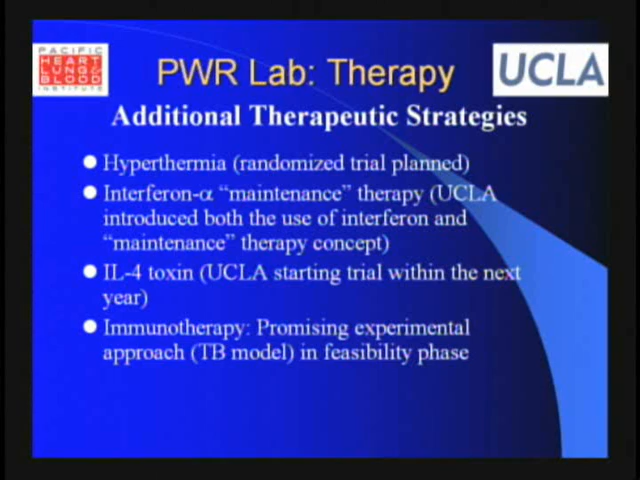 PACIFIC
HEART
LUNG &
BLOOD
INSTITUTE
UCLA
PWR Lab: Therapy
Additional Therapeutic Strategies
● Hyperthermia (randomized trial planned)
● Interferon-α “maintenance” therapy (UCLA
introduced both the use of interferon and
“maintenance” therapy concept)
● IL-4 toxin (UCLA starting trial within the next
year)
● Immunotherapy: Promising experimental
approach (TB model) in feasibility phase